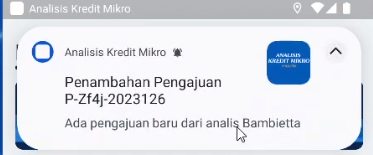 Analisis Kredit Mikro
Analisis Kredit Mikro
ANALISIS
KREDIT MIKRO
Penambahan Pengajuan
P-Zf4j-2023126
Ada pengajuan baru dari analis Bambietta